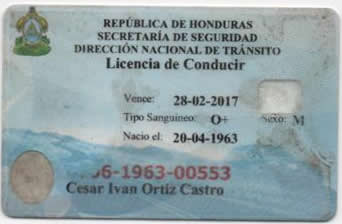 REPÚBLICA DE HONDURAS
SECRETARÍA DE SEGURIDAD
DIRECCIÓN NACIONAL DE TRÁNSITO
Licencia de Conducir
Vence: 28-02-2017
Tipo Sanguineo: O+ Sexo: M
Nacio el: 20-04-1963
06-1963-00553
Cesar Ivan Ortiz Castro